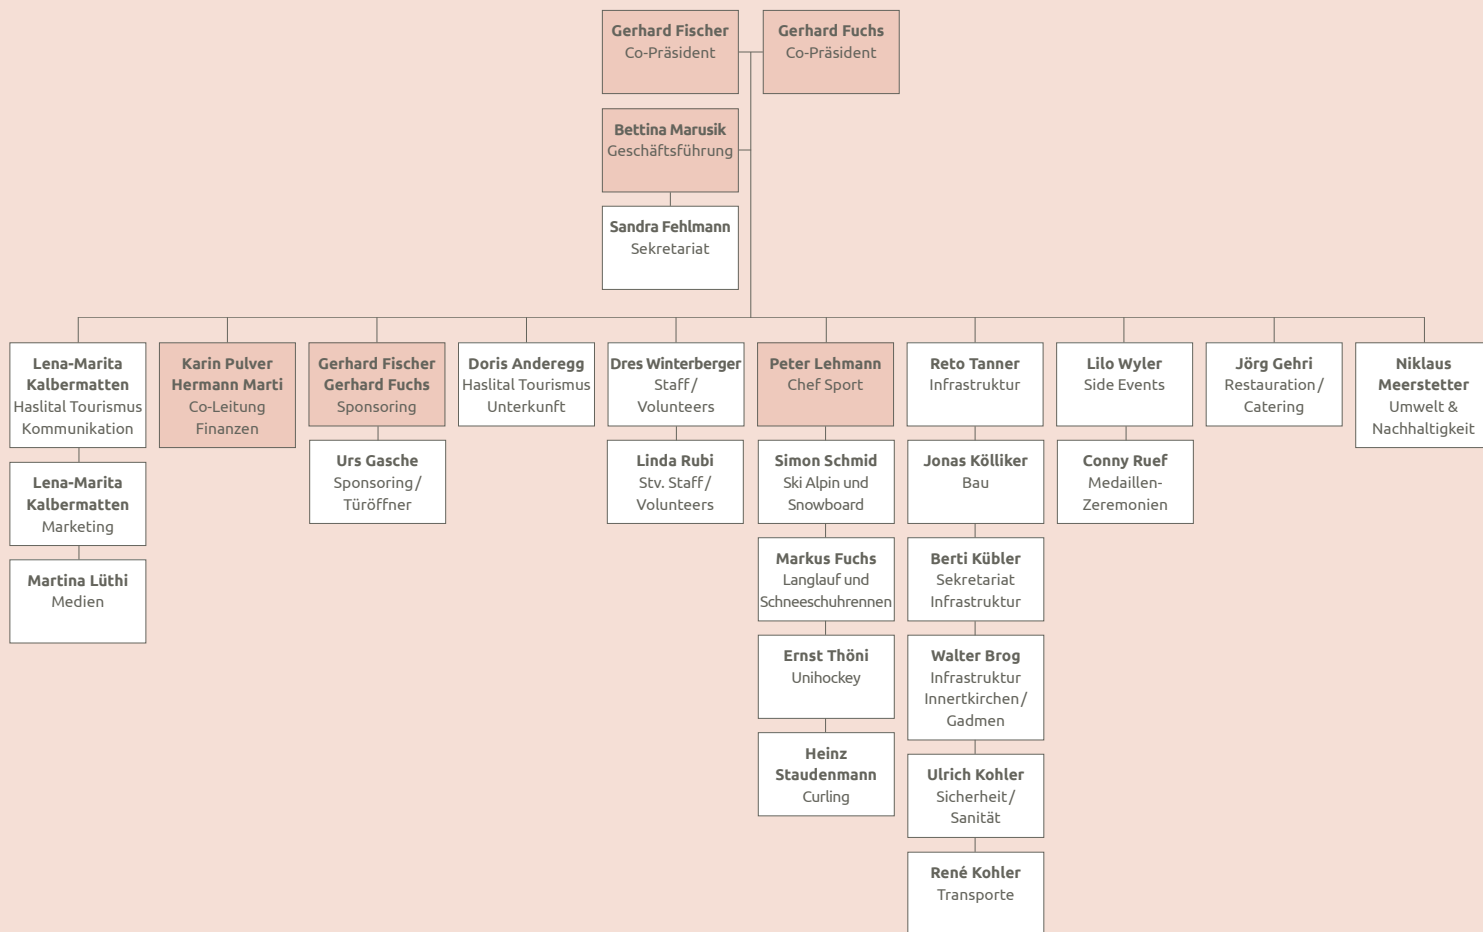 Gerhard Fischer
Co-Präsident
Gerhard Fuchs
Co-Präsident
Bettina Marusik
Geschäftsführung
Sandra Fehlmann
Sekretariat
Lena-Marita
Kalbermatten
Haslital Tourismus
Kommunikation
Lena-Marita
Kalbermatten
Marketing
Martina Lüthi
Medien
Karin Pulver
Hermann Marti
Co-Leitung
Finanzen
Gerhard Fischer
Gerhard Fuchs
Sponsoring
Urs Gasche
Sponsoring/
Türöffner
Doris Anderegg
Haslital Tourismus
Unterkunft
Dres Winterberger
Staff/
Volunteers
Linda Rubi
Stv. Staff/
Volunteers
Peter Lehmann
Chef Sport
Simon Schmid
Ski Alpin und
Snowboard
Markus Fuchs
Langlauf und
Schneeschuhrennen
Ernst Thöni
Unihockey
Heinz
Staudenmann
Curling
Reto Tanner
Infrastruktur
Jonas Kölliker
Bau
Berti Kübler
Sekretariat
Infrastruktur
Walter Brog
Infrastruktur
Innertkirchen/
Gadmen
Ulrich Kohler
Sicherheit/
Sanität
René Kohler
Transporte
Lilo Wyler
Side Events
Conny Ruef
Medaillen-
Zeremonien
Jörg Gehri
Restauration/
Catering
Niklaus
Meerstetter
Umwelt &
Nachhaltigkeit